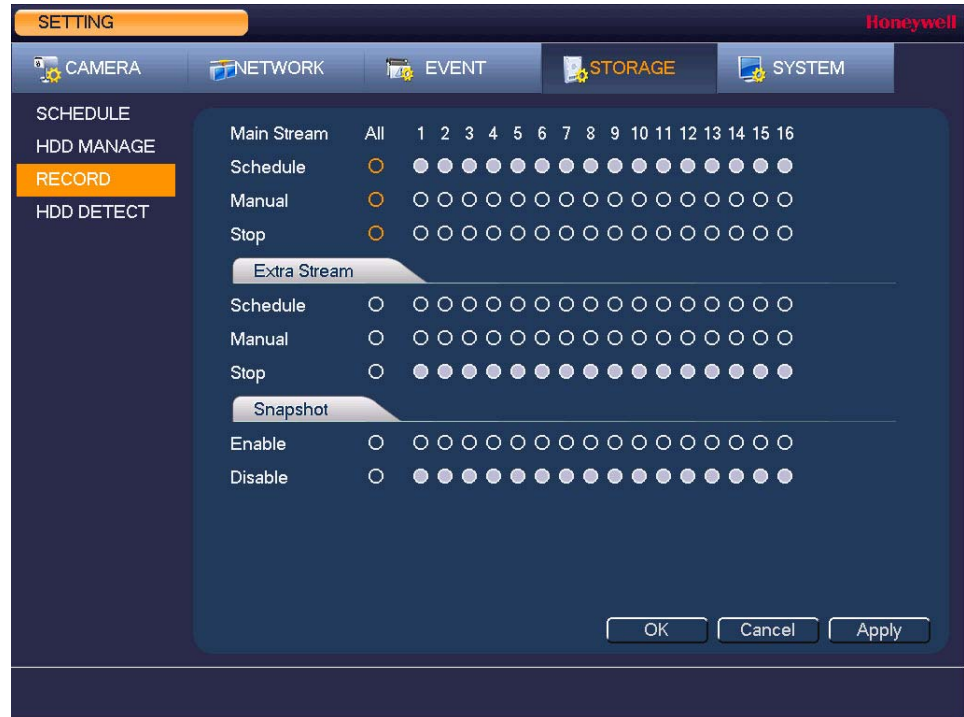 SETTING
Honeywell
CAMERA NETWORK EVENT STORAGE SYSTEM
SCHEDULE
HDD MANAGE
RECORD
HDD DETECT
Main Stream All 1 2 3 4 5 6 7 8 9 10 11 12 13 14 15 16
Schedule
Manual
Stop
Extra Stream
Schedule
Manual
Stop
Snapshot
Enable
Disable
OK Cancel Apply